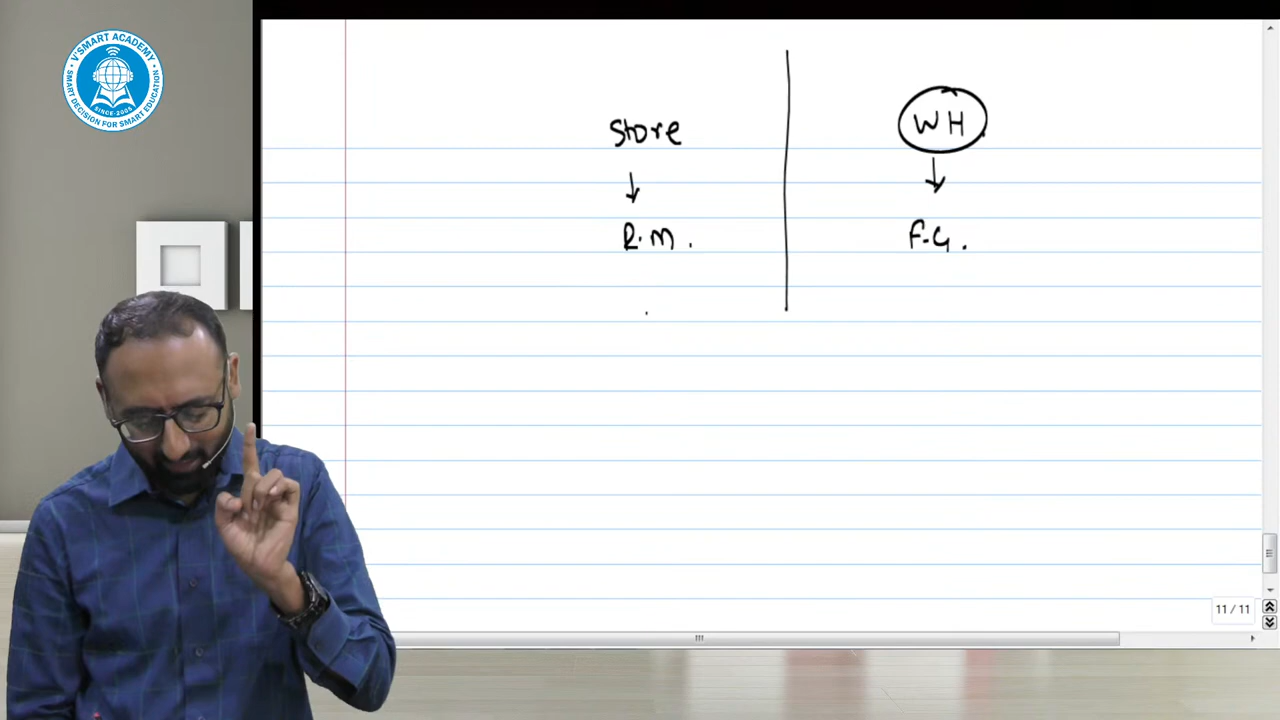 V'SMART ACADEMY
SMART DECISION FOR SMART EDUCATION
SINCE-2005
Store
R.M.
WH
F.G.
11 / 11